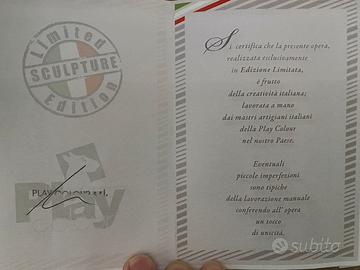 Limited
SCULPTURE
Edition
PLAY COLOUR s.r.l.
Play
Si certifica che la presente opera,
realizzata esclusivamente
in Edizione Limitata,
è frutto
della creatività italiana;
lavorata a mano
dai mastri artigiani italiani
della Play Colour
nel nostro Paese.
Eventuali
piccole imperfezioni
sono tipiche
della lavorazione manuale
conferendo all' opera
un tocco
di unicità.
subito